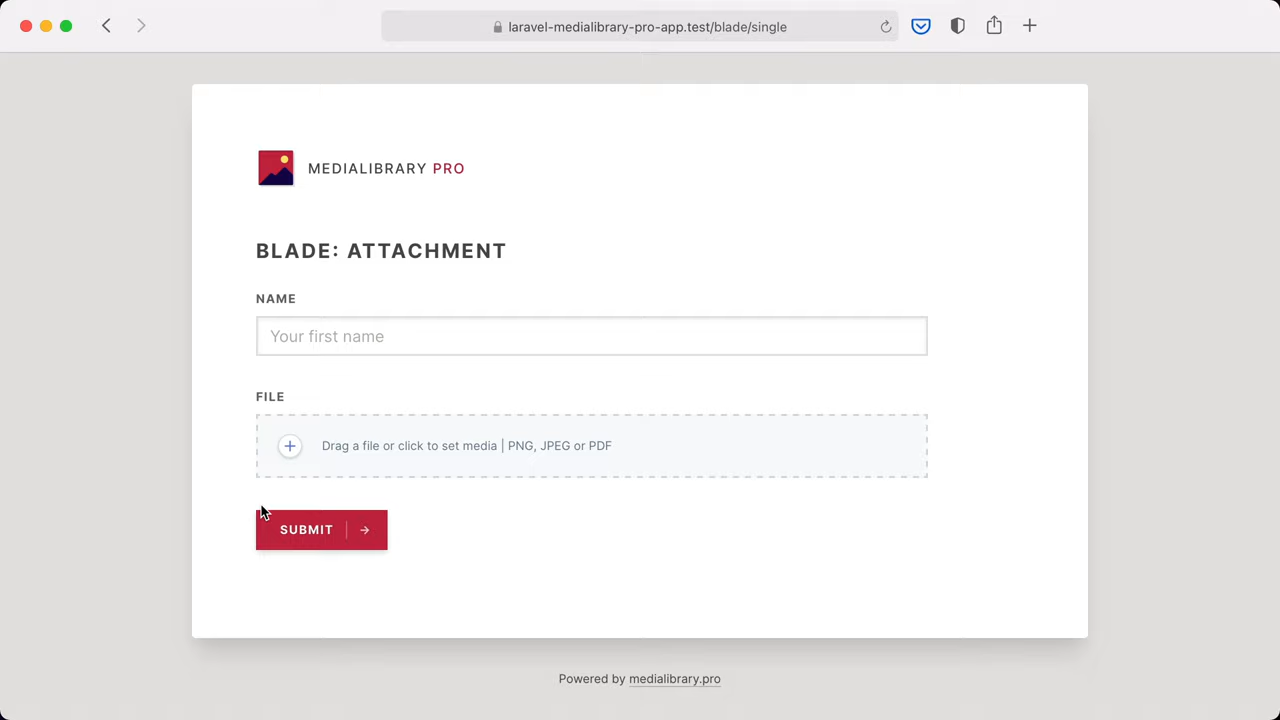 laravel-medialibrary-pro-app.test/blade/single
MEDIALIBRARY PRO
BLADE: ATTACHMENT
NAME
Your first name
FILE
Drag a file or click to set media | PNG, JPEG or PDF
SUBMIT
Powered by medialibrary.pro